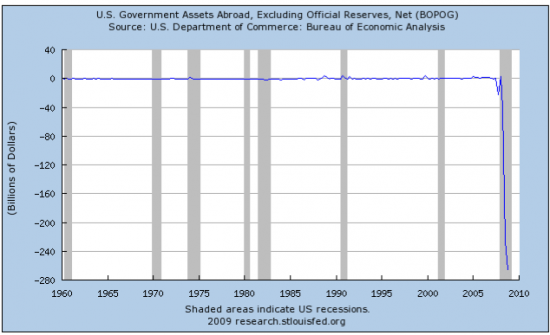 U.S. Government Assets Abroad, Excluding Official Reserves, Net (BOPOG)
Source: U.S. Department of Commerce: Bureau of Economic Analysis
40
0
-40
-80
-120
-160
-200
-240
-280
(Billions of Dollars)
1960 1965 1970 1975 1980 1985 1990 1995 2000 2005 2010
Shaded areas indicate US recessions.
2009 research.stlouisfed.org